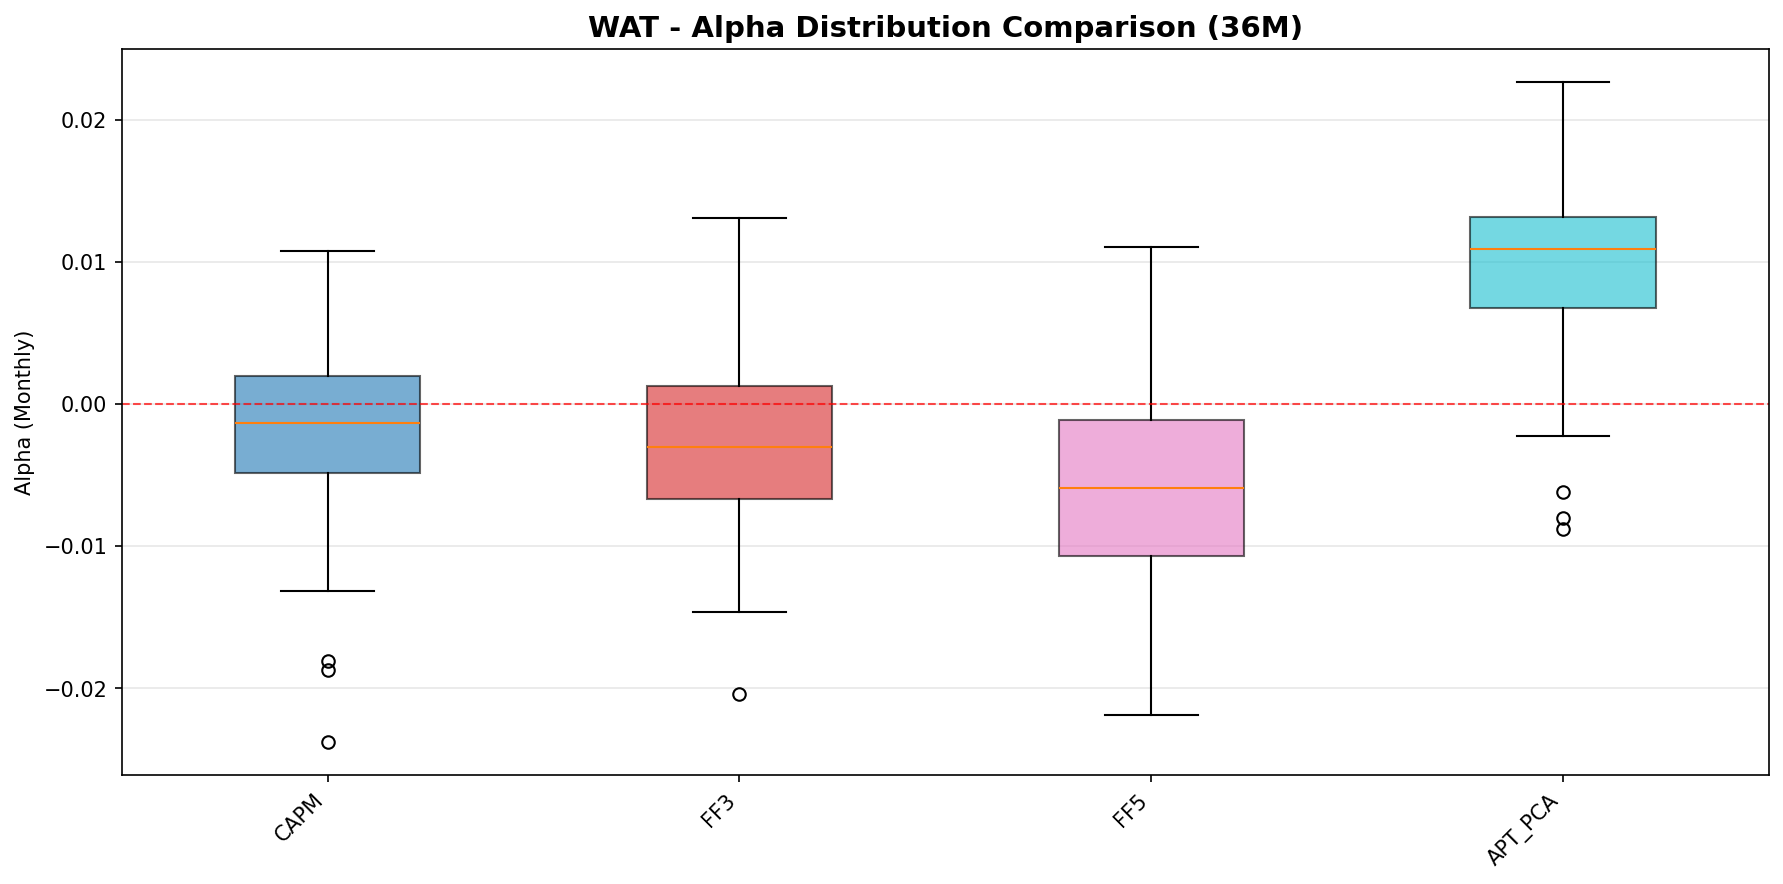 WAT - Alpha Distribution Comparison (36M)
Alpha (Monthly)
0.02
0.01
0.00
−0.01
−0.02
CAPM
FF3
FF5
APT_PCA